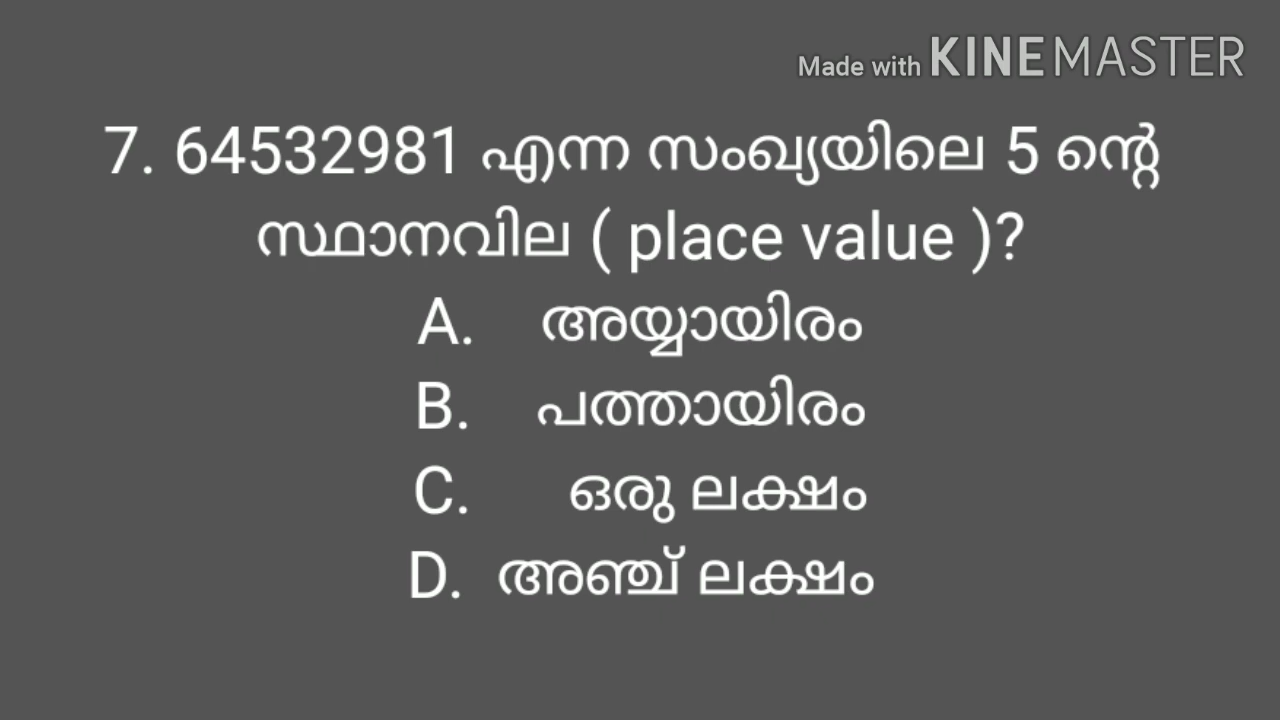 Made with KINEMASTER
7. 64532981 എന്ന സംഖ്യയിലെ 5 ന്റെ
സ്ഥാനവില ( place value )?
A. അയ്യായിരം
B. പത്തായിരം
C. ഒരു ലക്ഷം
D. അഞ്ച് ലക്ഷം